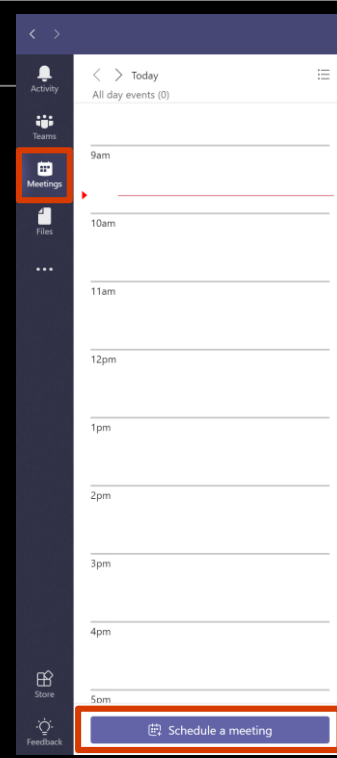 Activity
Teams
Meetings
Files
Store
Feedback
Today
All day events (0)
9am
10am
11am
12pm
1pm
2pm
3pm
4pm
5pm
Schedule a meeting